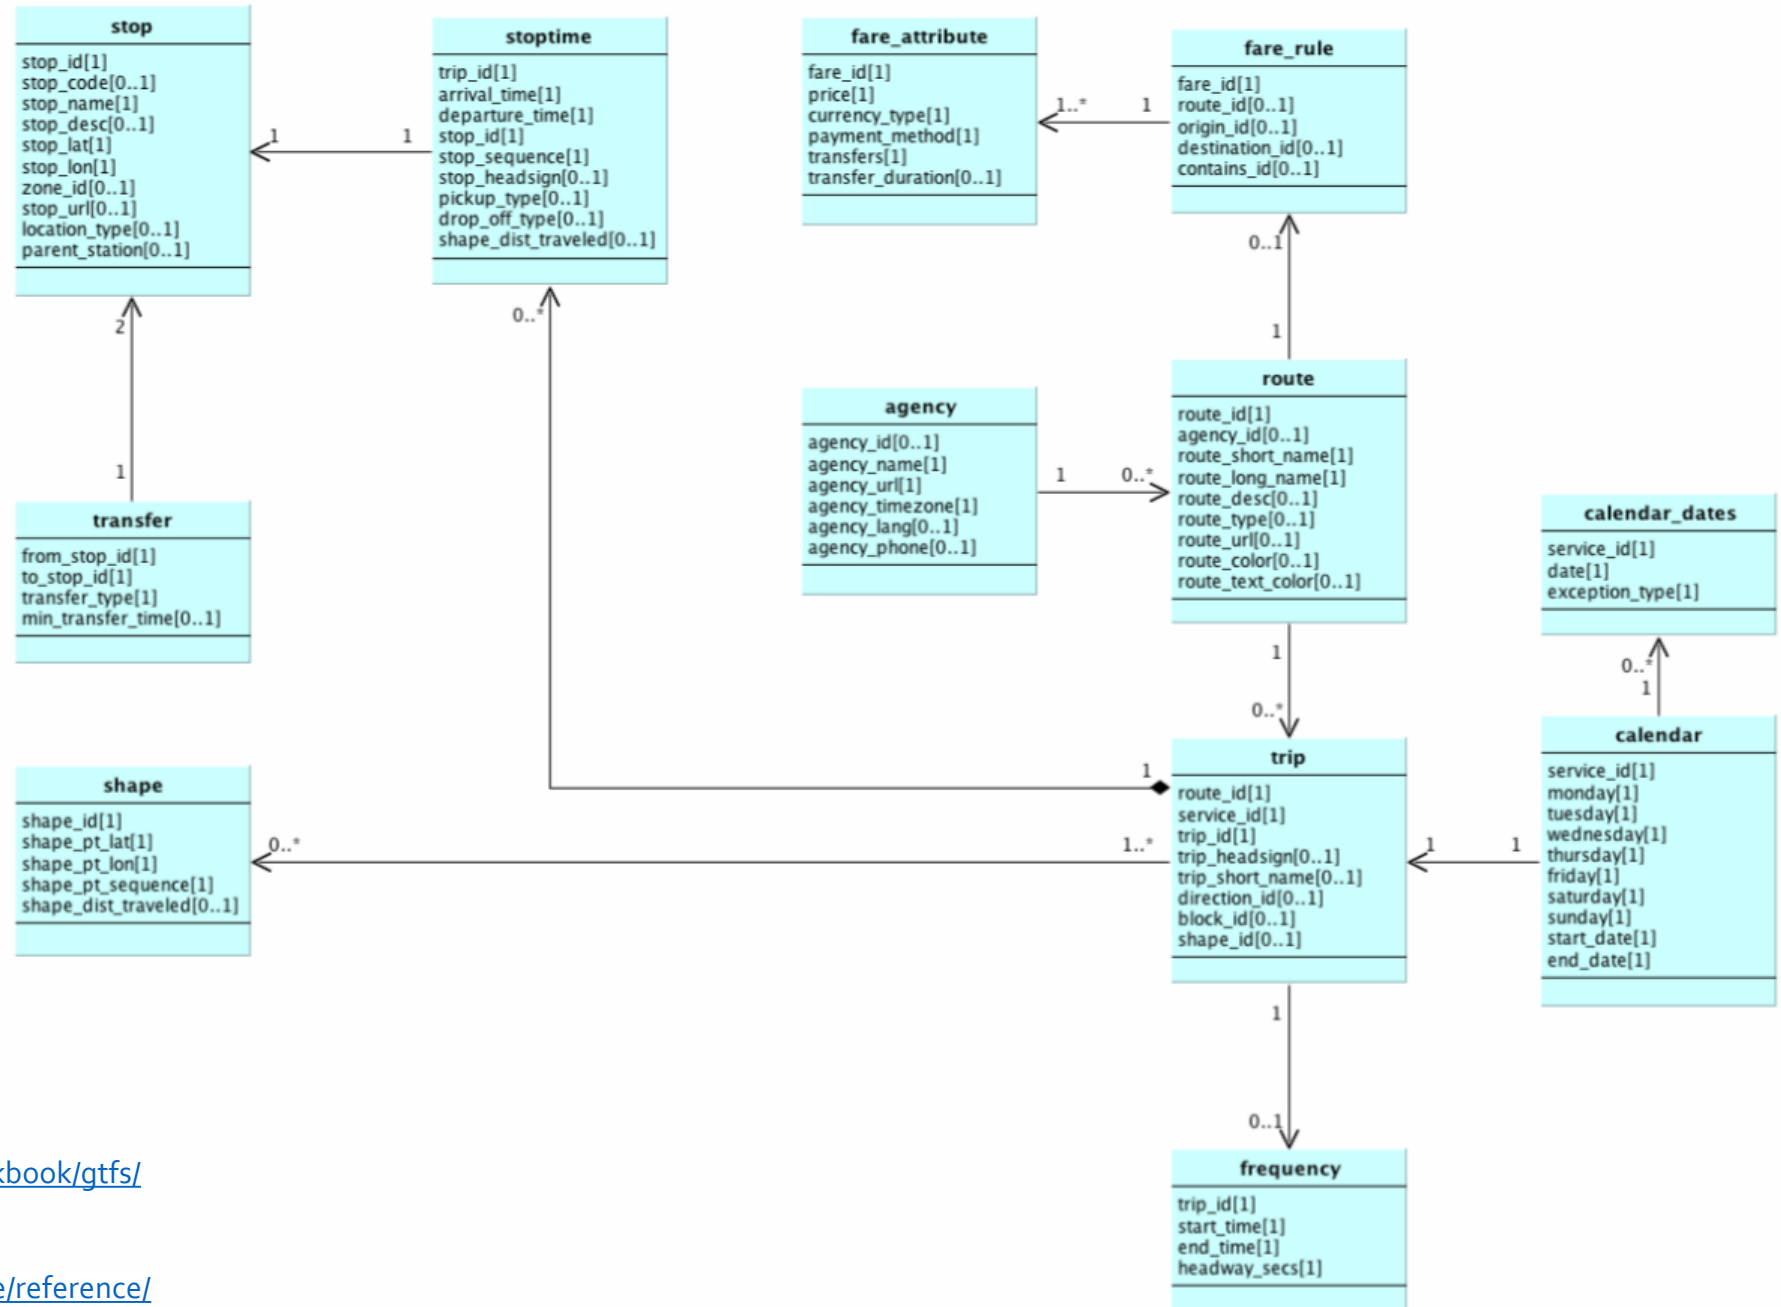 stop
stop_id[1]
stop_code[0..1]
stop_name[1]
stop_desc[0..1]
stop_lat[1]
stop_lon[1]
zone_id[0..1]
stop_url[0..1]
location_type[0..1]
parent_station[0..1]
1
1
stoptime
trip_id[1]
arrival_time[1]
departure_time[1]
stop_id[1]
stop_sequence[1]
stop_headsign[0..1]
pickup_type[0..1]
drop_off_type[0..1]
shape_dist_traveled[0..1]
0..*
fare_attribute
fare_id[1]
price[1]
currency_type[1]
payment_method[1]
transfers[1]
transfer_duration[0..1]
1..*
1
fare_rule
fare_id[1]
route_id[0..1]
origin_id[0..1]
destination_id[0..1]
contains_id[0..1]
0..1
1
2
1
transfer
from_stop_id[1]
to_stop_id[1]
transfer_type[1]
min_transfer_time[0..1]
agency
agency_id[0..1]
agency_name[1]
agency_url[1]
agency_timezone[1]
agency_lang[0..1]
agency_phone[0..1]
1
0..*
route
route_id[1]
agency_id[0..1]
route_short_name[1]
route_long_name[1]
route_desc[0..1]
route_type[0..1]
route_url[0..1]
route_color[0..1]
route_text_color[0..1]
1
0..*
calendar_dates
service_id[1]
date[1]
exception_type[1]
0..*
1
shape
shape_id[1]
shape_pt_lat[1]
shape_pt_lon[1]
shape_pt_sequence[1]
shape_dist_traveled[0..1]
0..*
1..*
1
trip
route_id[1]
service_id[1]
trip_id[1]
trip_headsign[0..1]
trip_short_name[0..1]
direction_id[0..1]
block_id[0..1]
shape_id[0..1]
1
1
calendar
service_id[1]
monday[1]
tuesday[1]
wednesday[1]
thursday[1]
friday[1]
saturday[1]
sunday[1]
start_date[1]
end_date[1]
1
0..1
frequency
trip_id[1]
start_time[1]
end_time[1]
headway_secs[1]
kbook/gtfs/
e/reference/